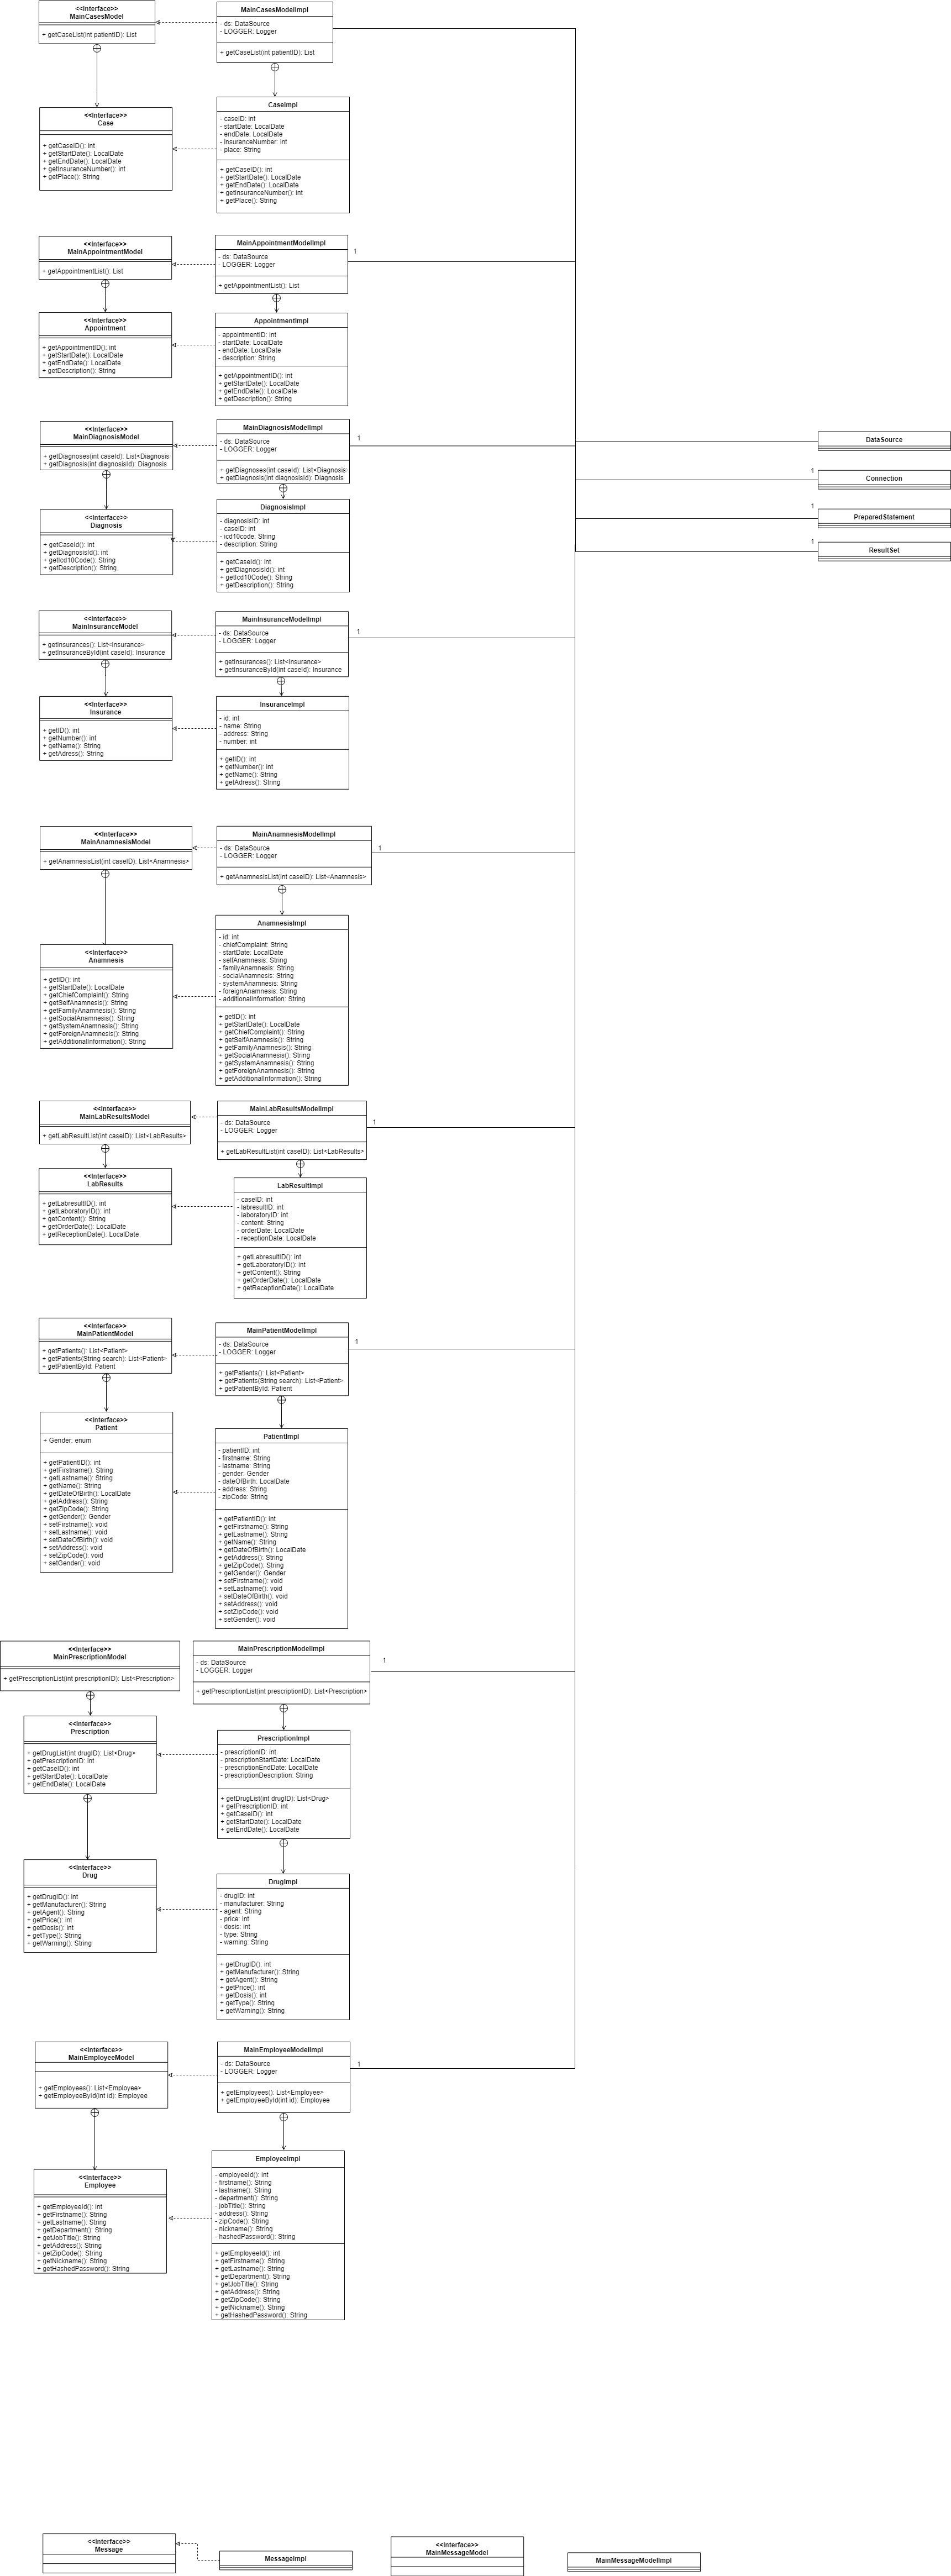 <<Interface>>
MainCasesModel
+ getCaseList(int patientID): List
MainCasesModelImpl
- ds: DataSource
- LOGGER: Logger
+ getCaseList(int patientID): List
<<Interface>>
Case
+ getCaseID(): int
+ getStartDate(): LocalDate
+ getEndDate(): LocalDate
+ getInsuranceNumber(): int
+ getPlace(): String
CaseImpl
- caseID: int
- startDate: LocalDate
- endDate: LocalDate
- insuranceNumber: int
- place: String
+ getCaseID(): int
+ getStartDate(): LocalDate
+ getEndDate(): LocalDate
+ getInsuranceNumber(): int
+ getPlace(): String
<<Interface>>
MainAppointmentModel
+ getAppointmentList(): List
MainAppointmentModelImpl
- ds: DataSource
- LOGGER: Logger
+ getAppointmentList(): List
1
<<Interface>>
Appointment
+ getAppointmentID(): int
+ getStartDate(): LocalDate
+ getEndDate(): LocalDate
+ getDescription(): String
AppointmentImpl
- appointmentID: int
- startDate: LocalDate
- endDate: LocalDate
- description: String
+ getAppointmentID(): int
+ getStartDate(): LocalDate
+ getEndDate(): LocalDate
+ getDescription(): String
<<Interface>>
MainDiagnosisModel
+ getDiagnoses(int caseId): List<Diagnosis
+ getDiagnosis(int diagnosisId): Diagnosis
MainDiagnosisModelImpl
- ds: DataSource
- LOGGER: Logger
+ getDiagnoses(int caseId): List<Diagnosis
+ getDiagnosis(int diagnosisId): Diagnosis
1
DataSource
1
Connection
1
PreparedStatement
1
ResultSet
<<Interface>>
Diagnosis
+ getCaseId(): int
+ getDiagnosisId(): int
+ getIcd10Code(): String
+ getDescription(): String
DiagnosisImpl
- diagnosisID: int
- caseID: int
- icd10code: String
- description: String
+ getCaseId(): int
+ getDiagnosisId(): int
+ getIcd10Code(): String
+ getDescription(): String
<<Interface>>
MainInsuranceModel
+ getInsurances(): List<Insurance>
+ getInsuranceById(int caseId): Insurance
MainInsuranceModelImpl
- ds: DataSource
- LOGGER: Logger
+ getInsurances(): List<Insurance>
+ getInsuranceById(int caseId): Insurance
1
<<Interface>>
Insurance
+ getID(): int
+ getNumber(): int
+ getName(): String
+ getAdress(): String
InsuranceImpl
- id: int
- name: String
- address: String
- number: int
+ getID(): int
+ getNumber(): int
+ getName(): String
+ getAdress(): String
<<Interface>>
MainAnamnesisModel
+ getAnamnesisList(int caseID): List<Anamnesis>
MainAnamnesisModelImpl
- ds: DataSource
- LOGGER: Logger
+ getAnamnesisList(int caseID): List<Anamnesis>
1
<<Interface>>
Anamnesis
+ getID(): int
+ getStartDate(): LocalDate
+ getChiefComplaint(): String
+ getSelfAnamnesis(): String
+ getFamilyAnamnesis(): String
+ getSocialAnamnesis(): String
+ getSystemAnamnesis(): String
+ getForeignAnamnesis(): String
+ getAdditionalInformation(): String
AnamnesisImpl
- id: int
- chiefComplaint: String
- startDate: LocalDate
- selfAnamnesis: String
- familyAnamnesis: String
- socialAnamnesis: String
- systemAnamnesis: String
- foreignAnamnesis: String
- additionalInformation: String
+ getID(): int
+ getStartDate(): LocalDate
+ getChiefComplaint(): String
+ getSelfAnamnesis(): String
+ getFamilyAnamnesis(): String
+ getSocialAnamnesis(): String
+ getSystemAnamnesis(): String
+ getForeignAnamnesis(): String
+ getAdditionalInformation(): String
<<Interface>>
MainLabResultsModel
+ getLabResultList(int caseID): List<LabResults>
MainLabResultsModelImpl
- ds: DataSource
- LOGGER: Logger
+ getLabResultList(int caseID): List<LabResults>
1
<<Interface>>
LabResults
+ getLabresultID(): int
+ getLaboratoryID(): int
+ getContent(): String
+ getOrderDate(): LocalDate
+ getReceptionDate(): LocalDate
LabResultImpl
- caseID: int
- labresultID: int
- laboratoryID: int
- content: String
- orderDate: LocalDate
- receptionDate: LocalDate
+ getLabresultID(): int
+ getLaboratoryID(): int
+ getContent(): String
+ getOrderDate(): LocalDate
+ getReceptionDate(): LocalDate
<<Interface>>
MainPatientModel
+ getPatients(): List<Patient>
+ getPatients(String search): List<Patient>
+ getPatientById: Patient
MainPatientModelImpl
- ds: DataSource
- LOGGER: Logger
+ getPatients(): List<Patient>
+ getPatients(String search): List<Patient>
+ getPatientById: Patient
1
<<Interface>>
Patient
+ Gender: enum
+ getPatientID(): int
+ getFirstname(): String
+ getLastname(): String
+ getName(): String
+ getDateOfBirth(): LocalDate
+ getAddress(): String
+ getZipCode(): String
+ getGender(): Gender
+ setFirstname(): void
+ setLastname(): void
+ setDateOfBirth(): void
+ setAddress(): void
+ setZipCode(): void
+ setGender(): void
PatientImpl
- patientID: int
- firstname: String
- lastname: String
- gender: Gender
- dateOfBirth: LocalDate
- address: String
- zipCode: String
+ getPatientID(): int
+ getFirstname(): String
+ getLastname(): String
+ getName(): String
+ getDateOfBirth(): LocalDate
+ getAddress(): String
+ getZipCode(): String
+ getGender(): Gender
+ setFirstname(): void
+ setLastname(): void
+ setDateOfBirth(): void
+ setAddress(): void
+ setZipCode(): void
+ setGender(): void
<<Interface>>
MainPrescriptionModel
+ getPrescriptionList(int prescriptionID): List<Prescription>
MainPrescriptionModelImpl
- ds: DataSource
- LOGGER: Logger
+ getPrescriptionList(int prescriptionID): List<Prescription>
1
<<Interface>>
Prescription
+ getDrugList(int drugID): List<Drug>
+ getPrescriptionID: int
+ getCaseID(): int
+ getStartDate(): LocalDate
+ getEndDate(): LocalDate
PrescriptionImpl
- prescriptionID: int
- prescriptionStartDate: LocalDate
- prescriptionEndDate: LocalDate
- prescriptionDescription: String
+ getDrugList(int drugID): List<Drug>
+ getPrescriptionID: int
+ getCaseID(): int
+ getStartDate(): LocalDate
+ getEndDate(): LocalDate
<<Interface>>
Drug
+ getDrugID(): int
+ getManufacturer(): String
+ getAgent(): String
+ getPrice(): int
+ getDosis(): int
+ getType(): String
+ getWarning(): String
DrugImpl
- drugID: int
- manufacturer: String
- agent: String
- price: int
- dosis: int
- type: String
- warning: String
+ getDrugID(): int
+ getManufacturer(): String
+ getAgent(): String
+ getPrice(): int
+ getDosis(): int
+ getType(): String
+ getWarning(): String
<<Interface>>
MainEmployeeModel
+ getEmployees(): List<Employee>
+ getEmployeeById(int id): Employee
MainEmployeeModelImpl
- ds: DataSource
- LOGGER: Logger
+ getEmployees(): List<Employee>
+ getEmployeeById(int id): Employee
1
<<Interface>>
Employee
+ getEmployeeId(): int
+ getFirstname(): String
+ getLastname(): String
+ getDepartment(): String
+ getJobTitle(): String
+ getAddress(): String
+ getZipCode(): String
+ getNickname(): String
+ getHashedPassword(): String
EmployeeImpl
- employeeId(): int
- firstname(): String
- lastname(): String
- department(): String
- jobTitle(): String
- address(): String
- zipCode(): String
- nickname(): String
- hashedPassword(): String
+ getEmployeeId(): int
+ getFirstname(): String
+ getLastname(): String
+ getDepartment(): String
+ getJobTitle(): String
+ getAddress(): String
+ getZipCode(): String
+ getNickname(): String
+ getHashedPassword(): String
<<Interface>>
Message
MessageImpl
<<Interface>>
MainMessageModel
MainMessageModelImpl